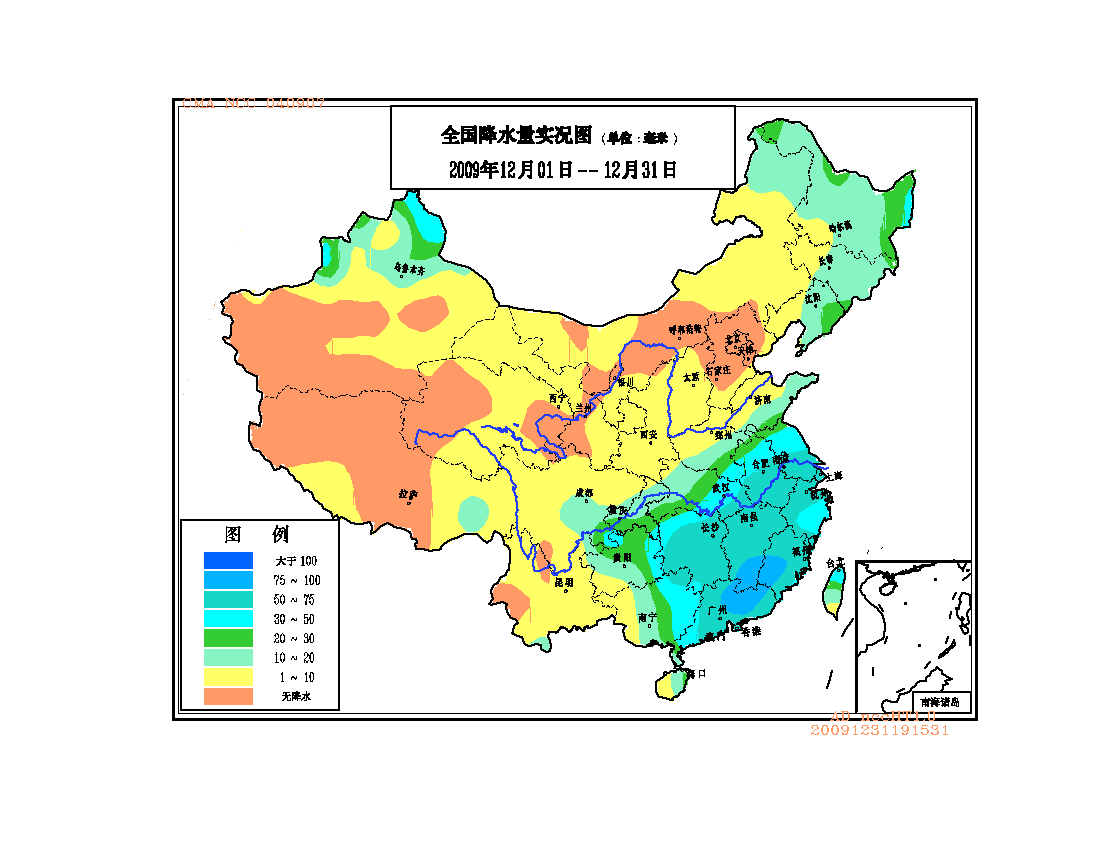 CMA NCC 040902
全国降水量实况图（单位：毫米）
2009年12月01日 -- 12月31日
哈尔滨
长春
沈阳
乌鲁木齐
呼和浩特
北京
天津
石家庄
太原
银川
西宁
兰州
济南
西安
郑州
合肥
南京
上海
拉萨
成都
重庆
武汉
杭州
长沙
南昌
贵阳
福州
台北
昆明
南宁
广州
澳门
香港
海口
图 例
大于 100
75 ~ 100
50 ~ 75
30 ~ 50
20 ~ 30
10 ~ 20
1 ~ 10
无降水
南海诸岛
20091231191531